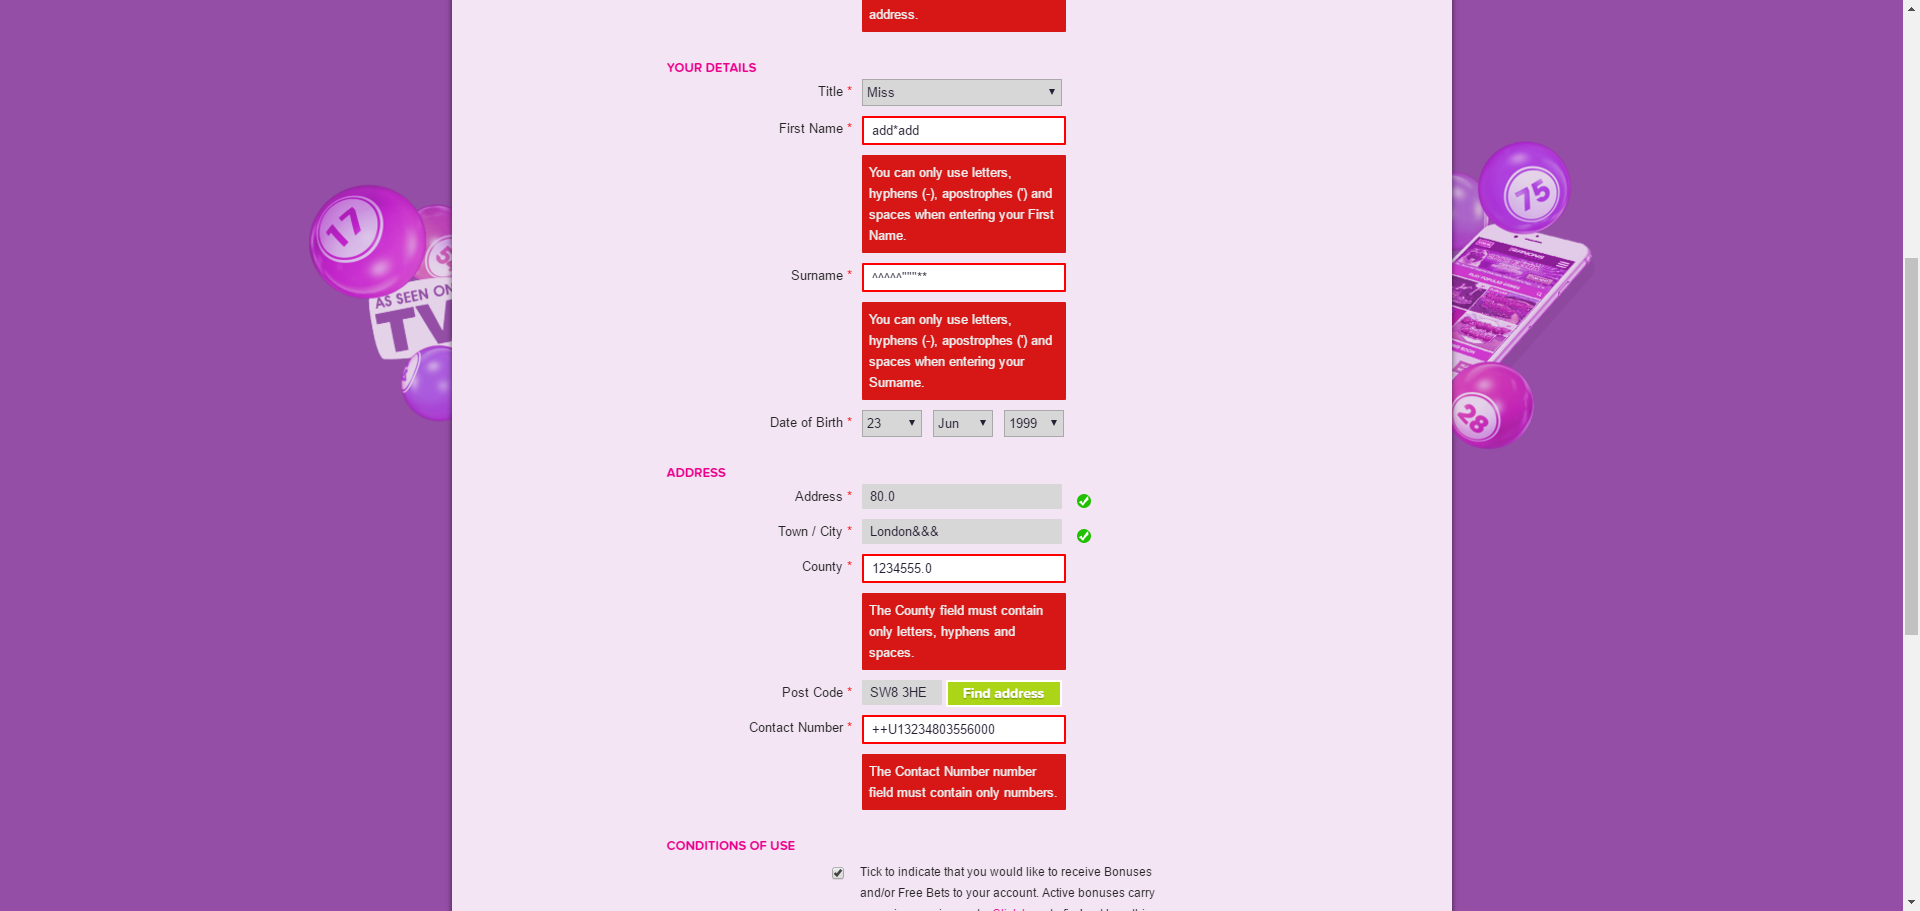 address.
YOUR DETAILS
Title * Miss
First Name * add*add
You can only use letters,
hyphens (-), apostrophes (') and
spaces when entering your First
Name.
Surname * ^^^^^"""**
You can only use letters,
hyphens (-), apostrophes (') and
spaces when entering your
Surname.
Date of Birth * 23 Jun 1999
ADDRESS
Address * 80.0
Town / City * London&&&
County * 1234555.0
The County field must contain
only letters, hyphens and
spaces.
Post Code * SW8 3HE Find address
Contact Number * ++U13234803556000
The Contact Number number
field must contain only numbers.
CONDITIONS OF USE
Tick to indicate that you would like to receive Bonuses
and/or Free Bets to your account. Active bonuses carry
17
AS SEEN ON
TV
75
28